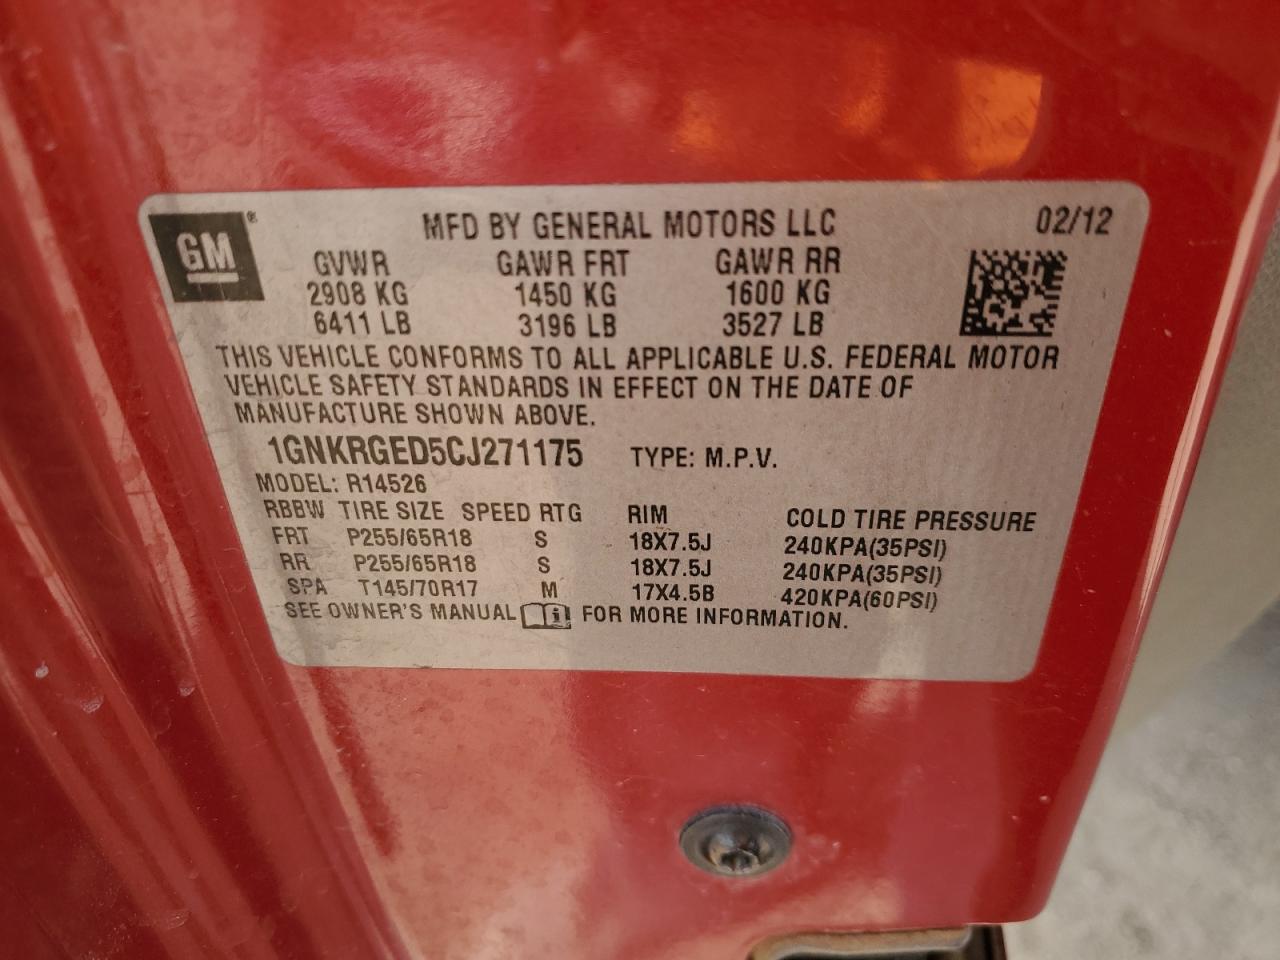 GM® MFD BY GENERAL MOTORS LLC 02/12
GVWR GAWR FRT GAWR RR
2908 KG 1450 KG 1600 KG
6411 LB 3196 LB 3527 LB
THIS VEHICLE CONFORMS TO ALL APPLICABLE U.S. FEDERAL MOTOR
VEHICLE SAFETY STANDARDS IN EFFECT ON THE DATE OF
MANUFACTURE SHOWN ABOVE.
1GNKRGED5CJ271175 TYPE: M.P.V.
MODEL: R14526
RBBW TIRE SIZE SPEED RTG RIM COLD TIRE PRESSURE
FRT P255/65R18 S 18X7.5J 240KPA(35PSI)
RR P255/65R18 S 18X7.5J 240KPA(35PSI)
SPA T145/70R17 M 17X4.5B 420KPA(60PSI)
SEE OWNER'S MANUAL FOR MORE INFORMATION.